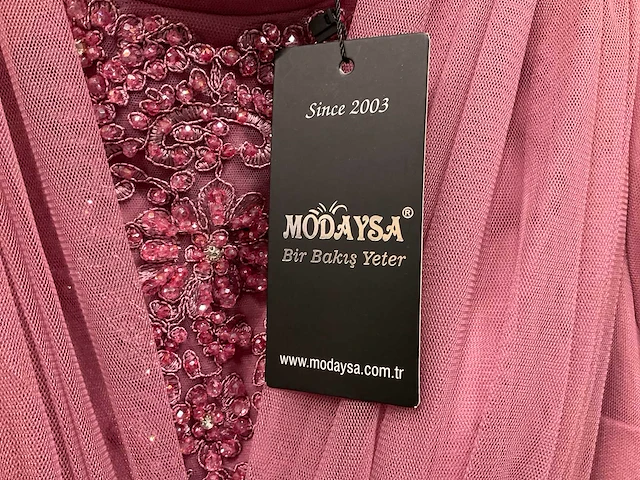 Since 2003
MODAYSA®
Bir Bakış Yeter
www.modaysa.com.tr